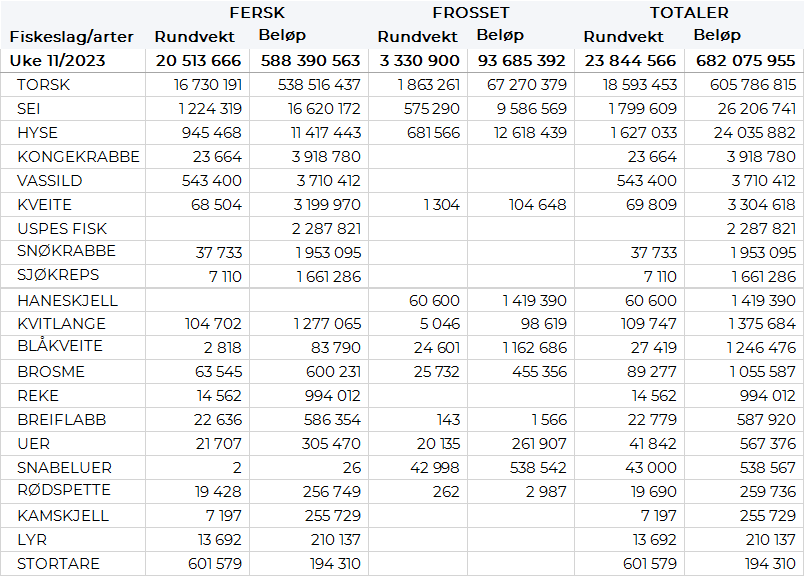 FERSK FROSSET TOTALER
Fiskeslag/arter Rundvekt Beløp Rundvekt Beløp Rundvekt Beløp
Uke 11/2023 20 513 666 588 390 563 3 330 900 93 685 392 23 844 566 682 075 955
TORSK 16 730 191 538 516 437 1 863 261 67 270 379 18 593 453 605 786 815
SEI 1 224 319 16 620 172 575 290 9 586 569 1 799 609 26 206 741
HYSE 945 468 11 417 443 681 566 12 618 439 1 627 033 24 035 882
KONGEKRABBE 23 664 3 918 780 23 664 3 918 780
VASSILD 543 400 3 710 412 543 400 3 710 412
KVEITE 68 504 3 199 970 1 304 104 648 69 809 3 304 618
USPES FISK 2 287 821 2 287 821
SNØKRABBE 37 733 1 953 095 37 733 1 953 095
SJØKREPS 7 110 1 661 286 7 110 1 661 286
HANESKJELL 60 600 1 419 390 60 600 1 419 390
KVITLANGE 104 702 1 277 065 5 046 98 619 109 747 1 375 684
BLÅKVEITE 2 818 83 790 24 601 1 162 686 27 419 1 246 476
BROSME 63 545 600 231 25 732 455 356 89 277 1 055 587
REKE 14 562 994 012 14 562 994 012
BREIFLABB 22 636 586 354 143 1 566 22 779 587 920
UER 21 707 305 470 20 135 261 907 41 842 567 376
SNABELUER 2 26 42 998 538 542 43 000 538 567
RØDSPETTE 19 428 256 749 262 2 987 19 690 259 736
KAMSKJELL 7 197 255 729 7 197 255 729
LYR 13 692 210 137 13 692 210 137
STORTARE 601 579 194 310 601 579 194 310